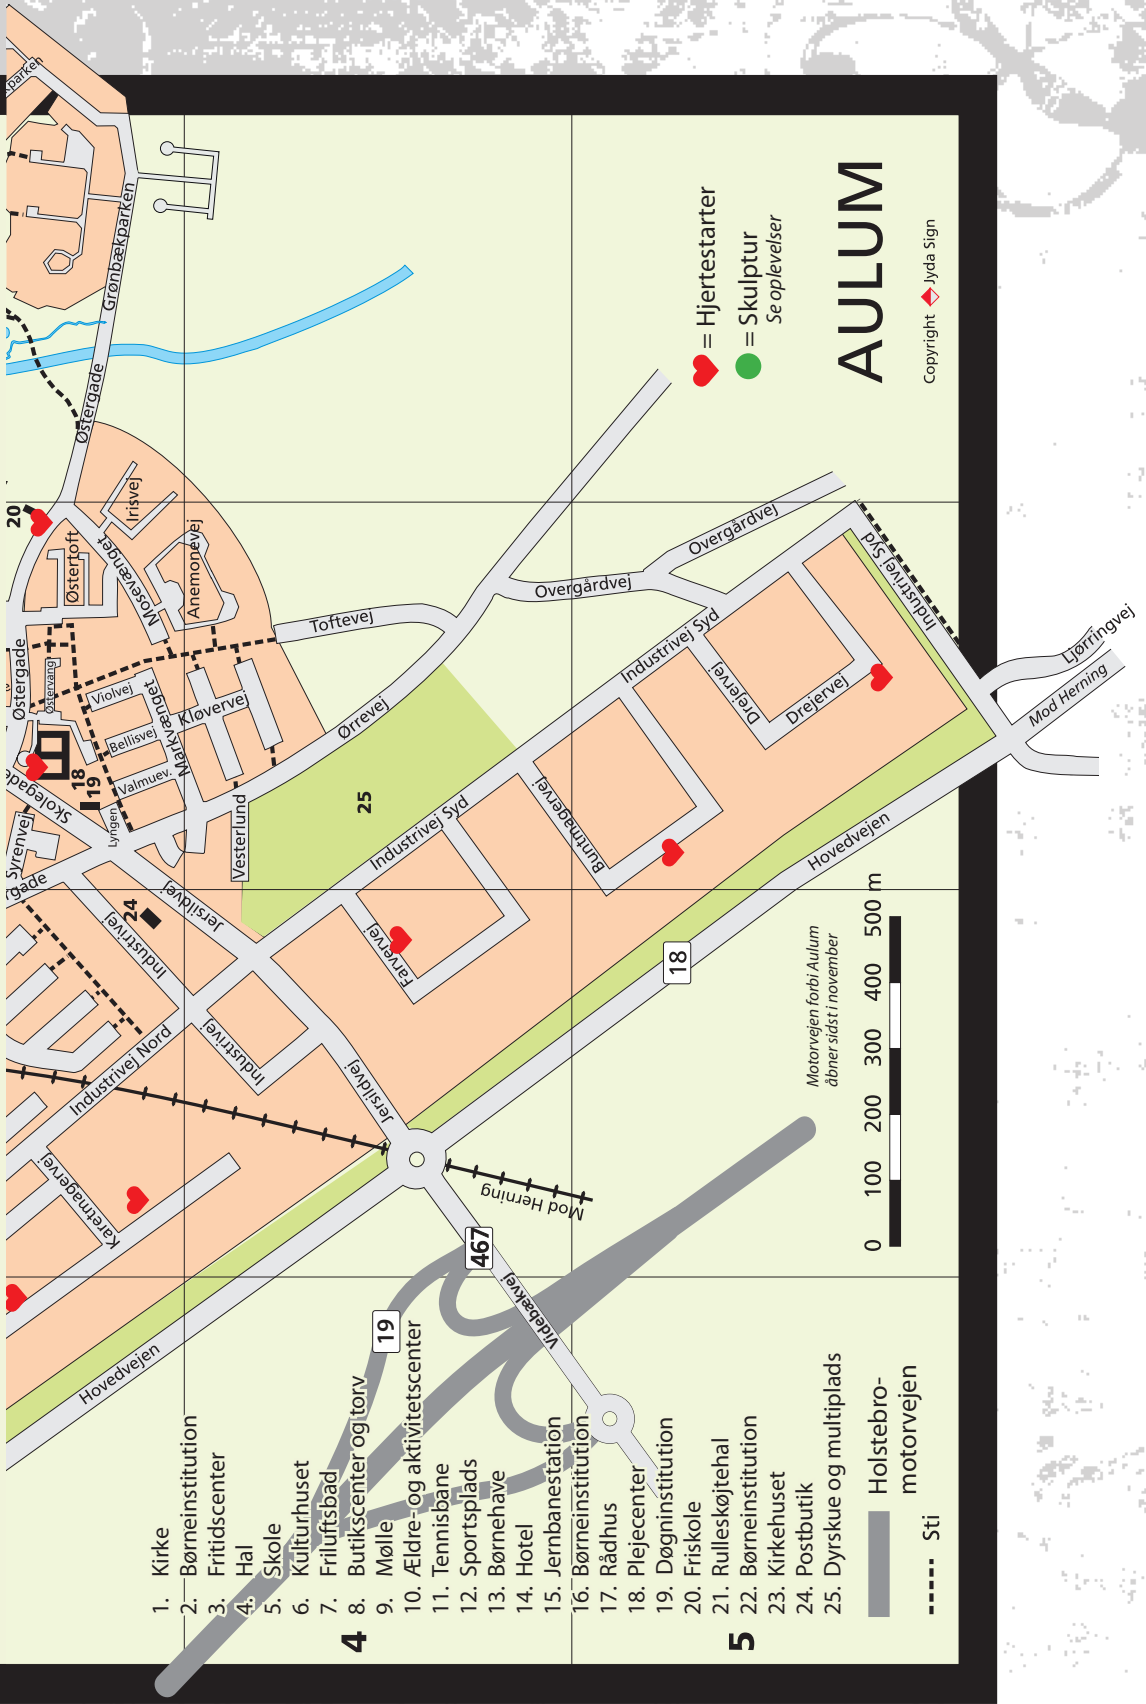 AULUM
= Hjertestarter
= Skulptur
Se oplevelser
Copyright Jyda Sign
1. Kirke
2. Børneinstitution
3. Fritidscenter
4. Hal
5. Skole
6. Kulturhuset
7. Friluftsbad
8. Butikscenter og torv
9. Mølle
10. Ældre- og aktivitetscenter
11. Tennisbane
12. Sportsplads
13. Børnehave
14. Hotel
15. Jernbanestation
16. Børneinstitution
17. Rådhus
18. Plejecenter
19. Døgninstitution
20. Friskole
21. Rulleskøjtehal
22. Børneinstitution
23. Kirkehuset
24. Postbutik
25. Dyrskue og multiplads
Holstebro-
motorvejen
Sti
4
5
Motorvejen forbi Aulum
åbner sidst i november
0 100 200 300 400 500 m
Hovedvejen
Hovedvejen
18
19
467
Videbækvej
Mod Herning
Mod Herning
Ljørringvej
Karetmagervej
Industrivej Nord
Industrivej
Industrivej
Jersildvej
Jersildvej
24
Farvervej
Industrivej Syd
Industrivej Syd
Industrivej Syd
Buntmagervej
Drejervej
Drejervej
Overgårdvej
Overgårdvej
Toftevej
Ørrevej
25
Vesterlund
Lyngen
Valmuev.
Bellisvej
Violvej
Markvænget
Kløvervej
Østervang
18
19
Skolegade
Syrenvej
rgade
Østergade
Østergade
Østertoft
Mosevænget
Anemonevej
Irisvej
20
Grønbækparken
parken